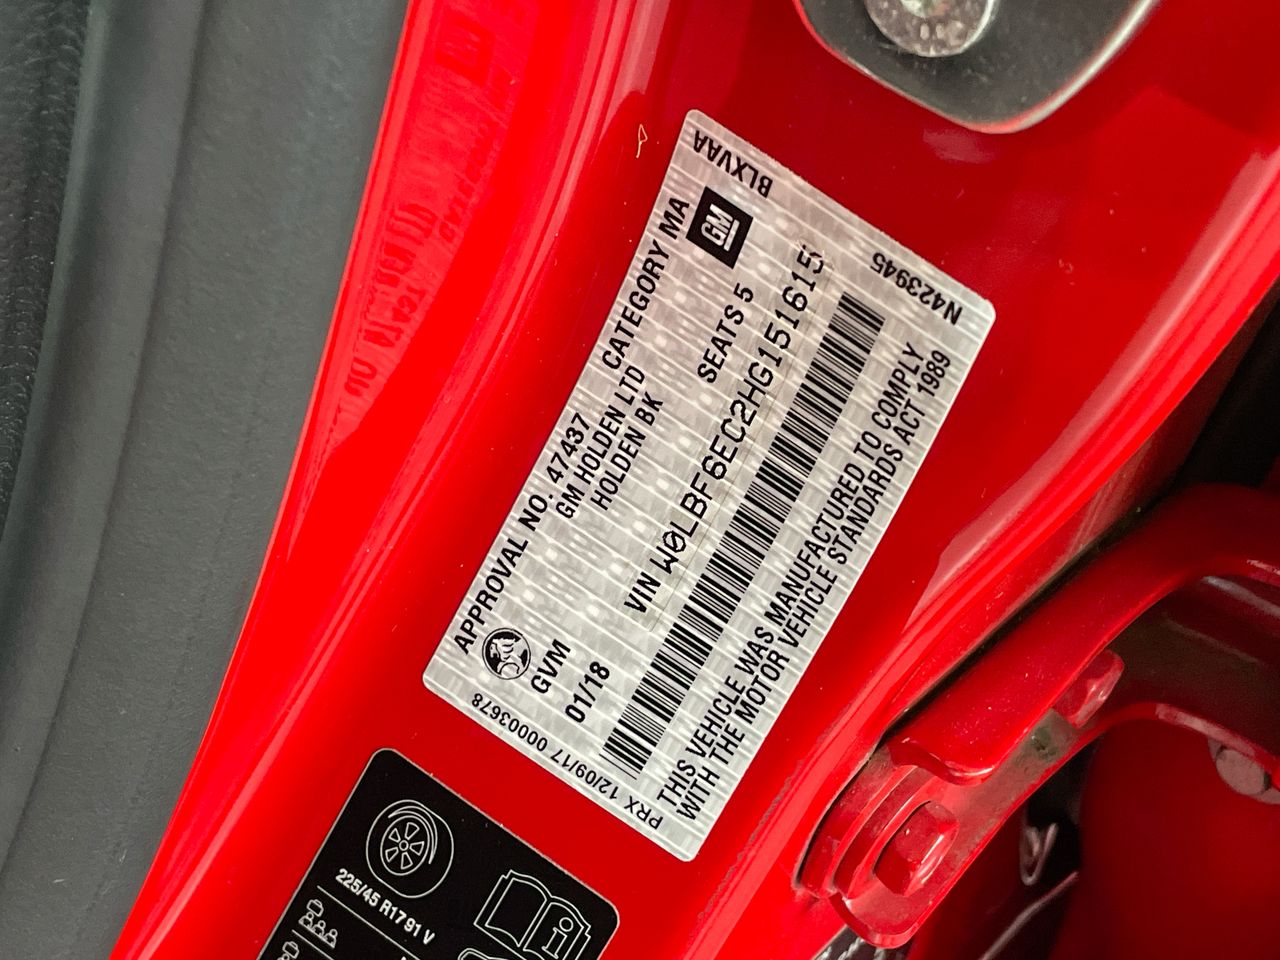 BLXVAA
N423945
APPROVAL NO. 47437 CATEGORY MA
GM HOLDEN LTD
GM
HOLDEN BK
GVM SEATS 5
01/18 VIN W0LBF6EC2HG151615
THIS VEHICLE WAS MANUFACTURED TO COMPLY
WITH THE MOTOR VEHICLE STANDARDS ACT 1989
PRX 12/09/17 00003678
225/45 R17 91 V